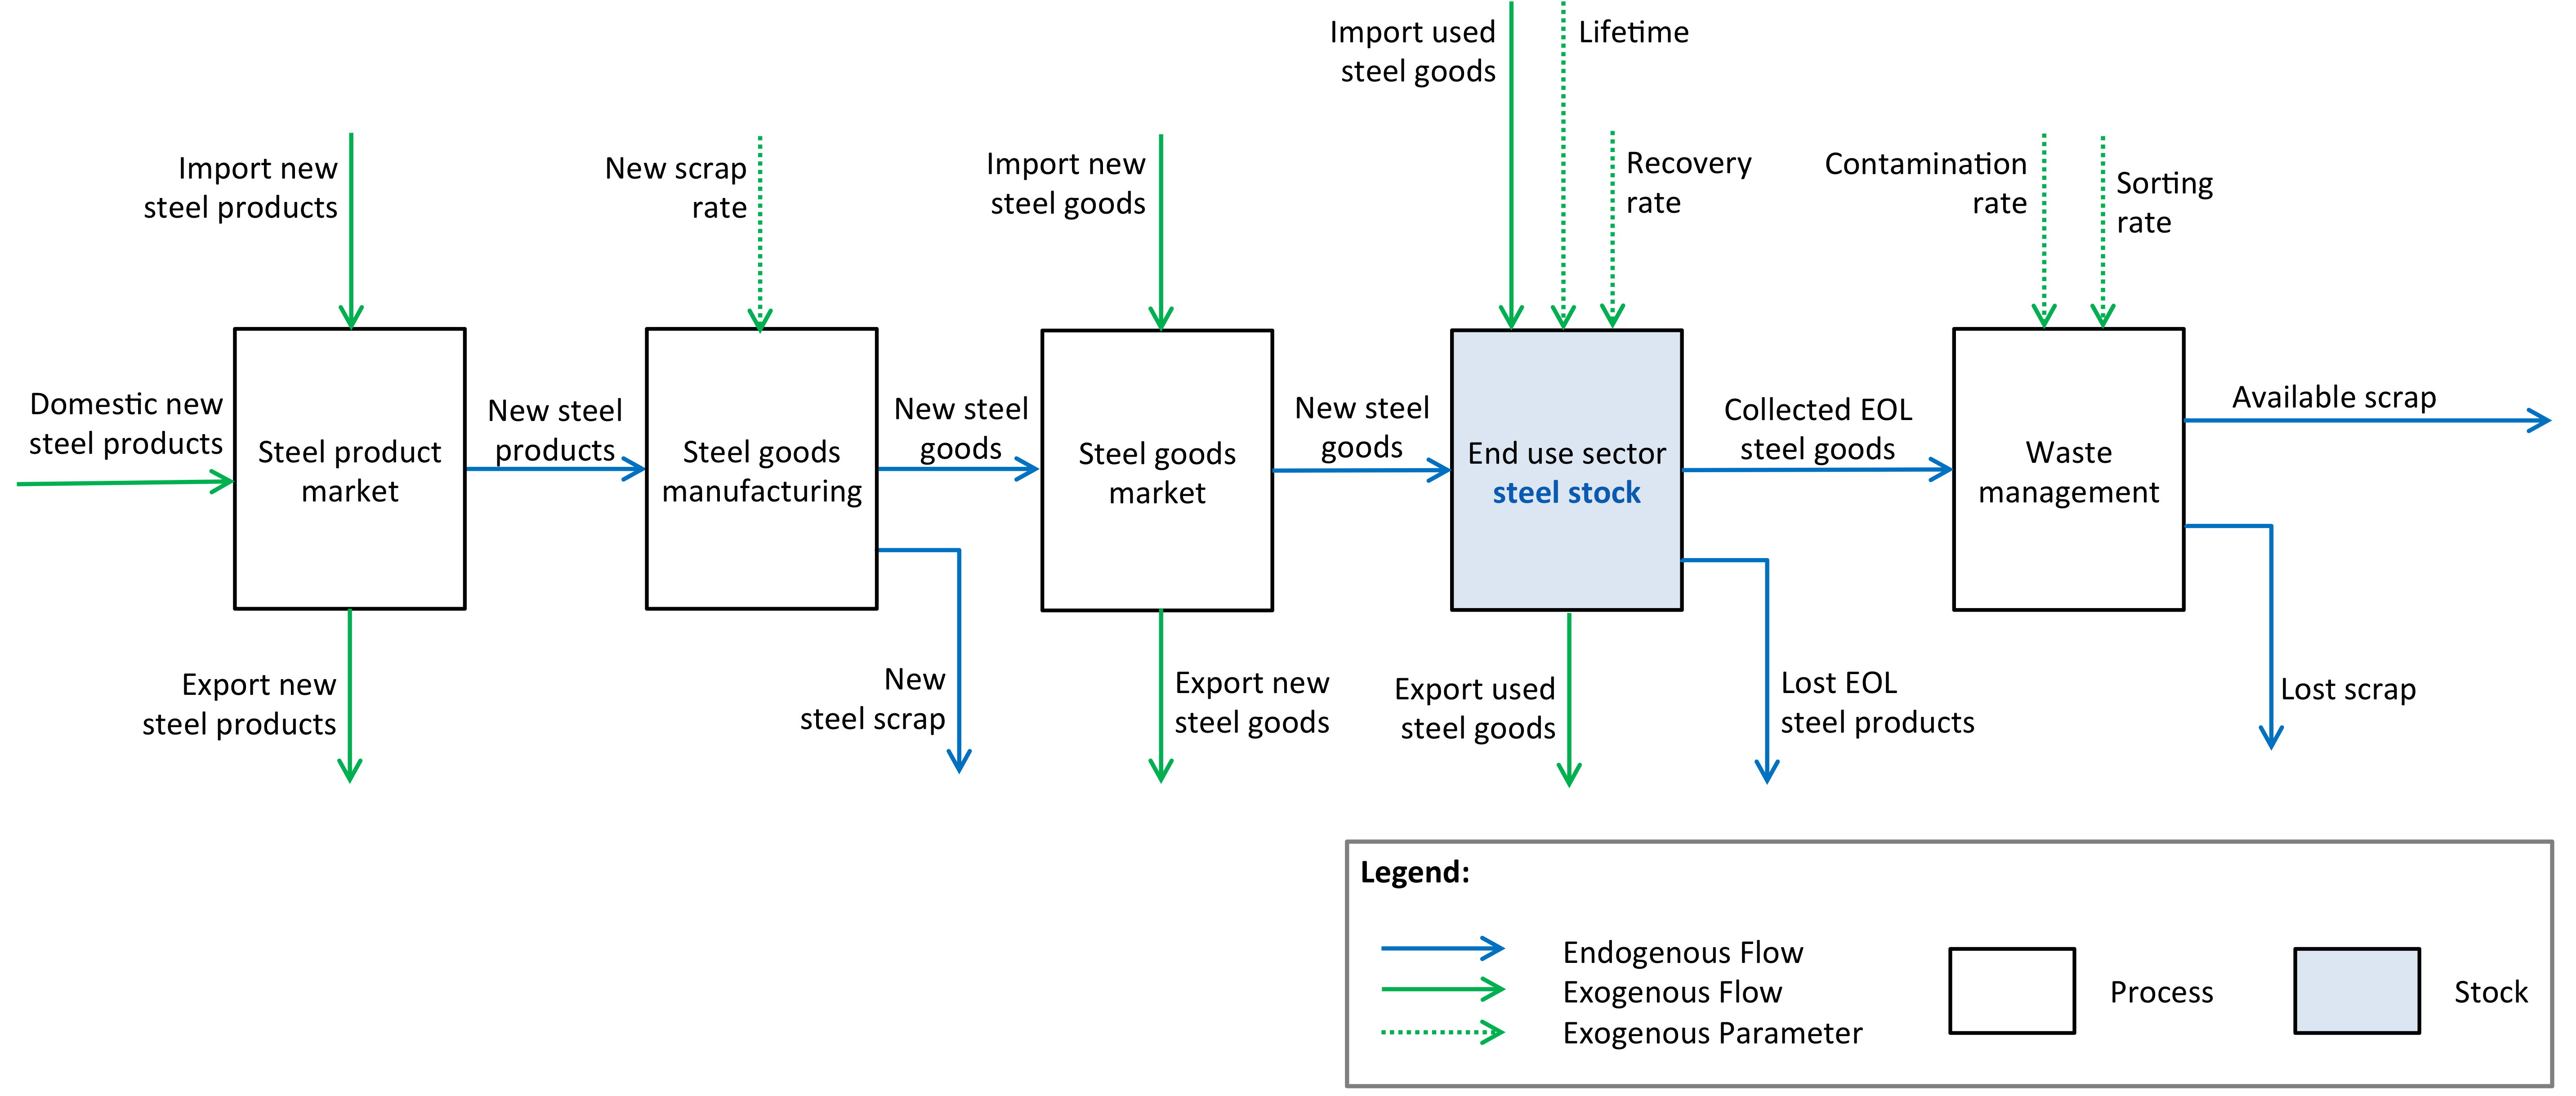 Import used
steel goods
Lifetime
Import new
steel products
New scrap
rate
Import new
steel goods
Recovery
rate
Contamination
rate
Sorting
rate
Domestic new
steel products
Steel product
market
New steel
products
Steel goods
manufacturing
New steel
goods
Steel goods
market
New steel
goods
End use sector
steel stock
Collected EOL
steel goods
Waste
management
Available scrap
Export new
steel products
New
steel scrap
Export new
steel goods
Export used
steel goods
Lost EOL
steel products
Lost scrap
Legend:
Endogenous Flow
Exogenous Flow
Exogenous Parameter
Process
Stock